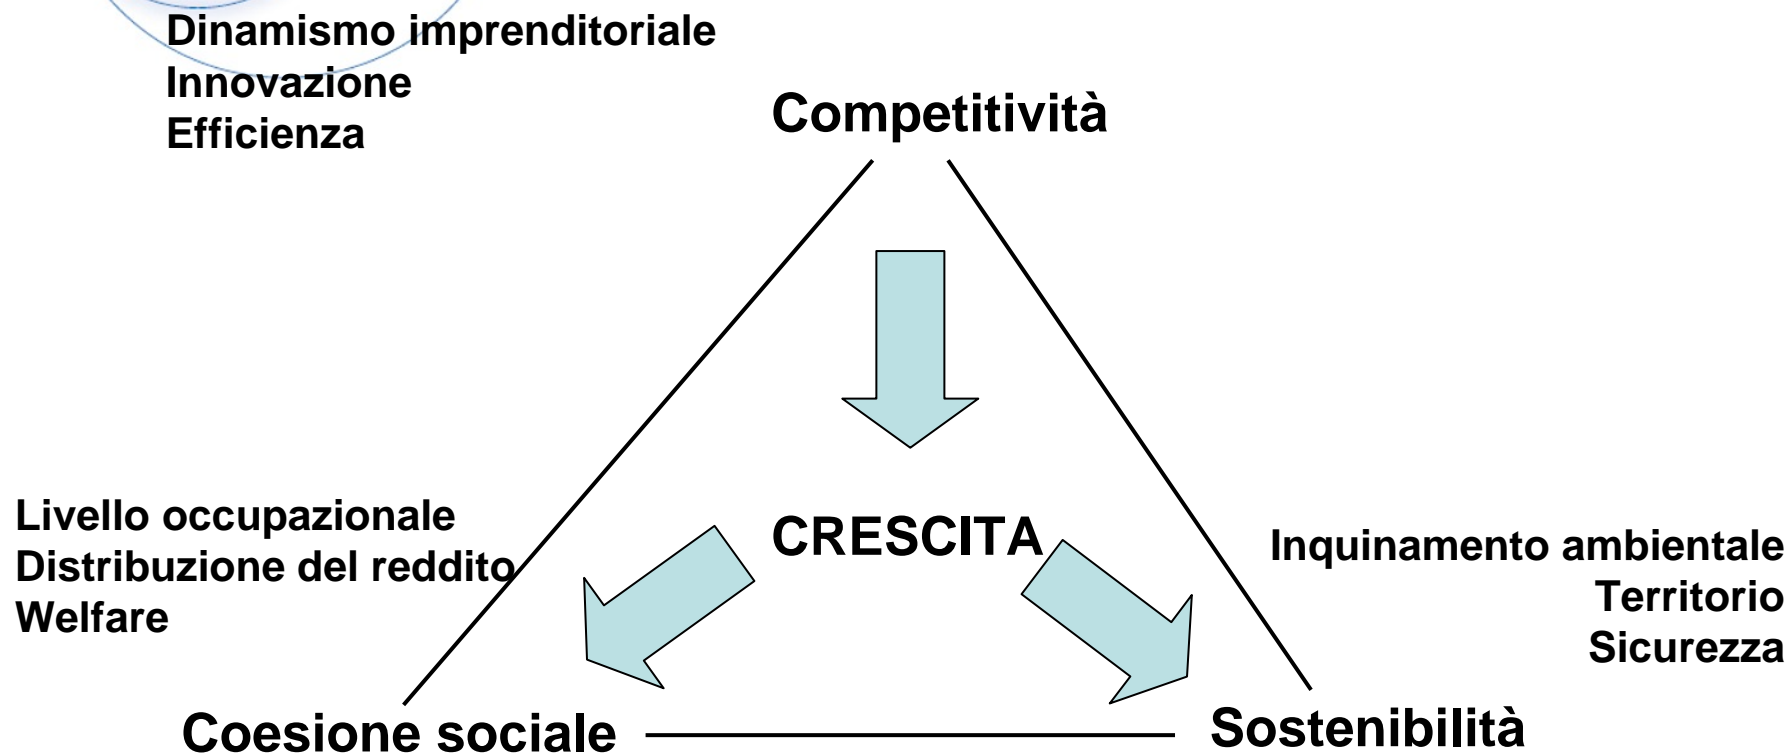 Dinamismo imprenditoriale
Innovazione
Efficienza
Competitività
Livello occupazionale
Distribuzione del reddito
Welfare
CRESCITA
Inquinamento ambientale
Territorio
Sicurezza
Coesione sociale
Sostenibilità